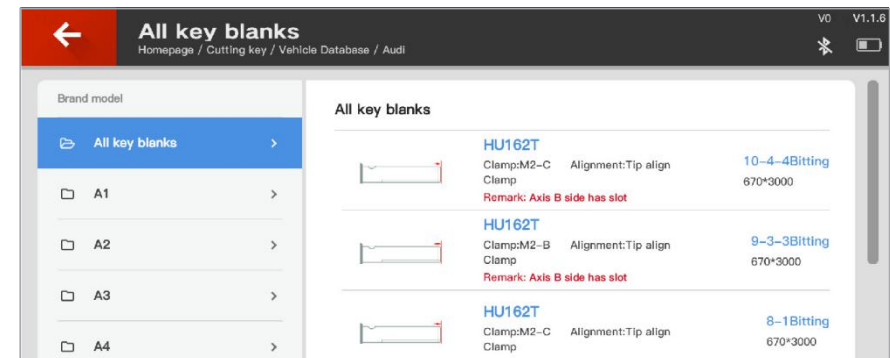 All key blanks
Homepage / Cutting key / Vehicle Database / Audi
V0 V1.1.6
Brand model
All key blanks
A1
A2
A3
A4
All key blanks
HU162T
Clamp:M2-C Alignment:Tip align
Clamp
Remark: Axis B side has slot
10-4-4Bitting
670*3000
HU162T
Clamp:M2-B Alignment:Tip align
Clamp
Remark: Axis B side has slot
9-3-3Bitting
670*3000
HU162T
Clamp:M2-C Alignment:Tip align
Clamp
8-1Bitting
670*3000